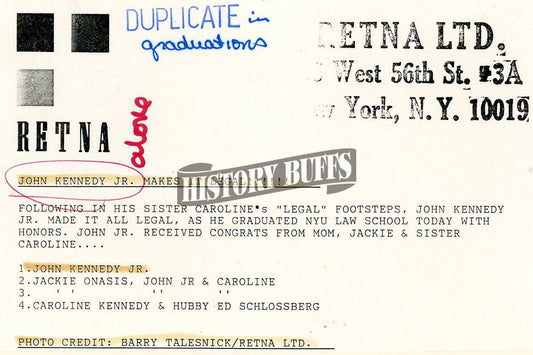 DUPLICATE in
graduations
RETNA LTD.
West 56th St. #3A
York, N.Y. 10019
RETNA
alone
HISTORY BUFFS
JOHN KENNEDY JR. MAKES IT LEGAL!!!!
FOLLOWING IN HIS SISTER CAROLINE's "LEGAL" FOOTSTEPS, JOHN KENNEDY
JR. MADE IT ALL LEGAL, AS HE GRADUATED NYU LAW SCHOOL TODAY WITH
HONORS. JOHN JR. RECEIVED CONGRATS FROM MOM, JACKIE & SISTER
CAROLINE....
1.JOHN KENNEDY JR.
2.JACKIE ONASIS, JOHN JR & CAROLINE
3. ' ' '' ''
4.CAROLINE KENNEDY & HUBBY ED SCHLOSSBERG
PHOTO CREDIT: BARRY TALESNICK/RETNA LTD.